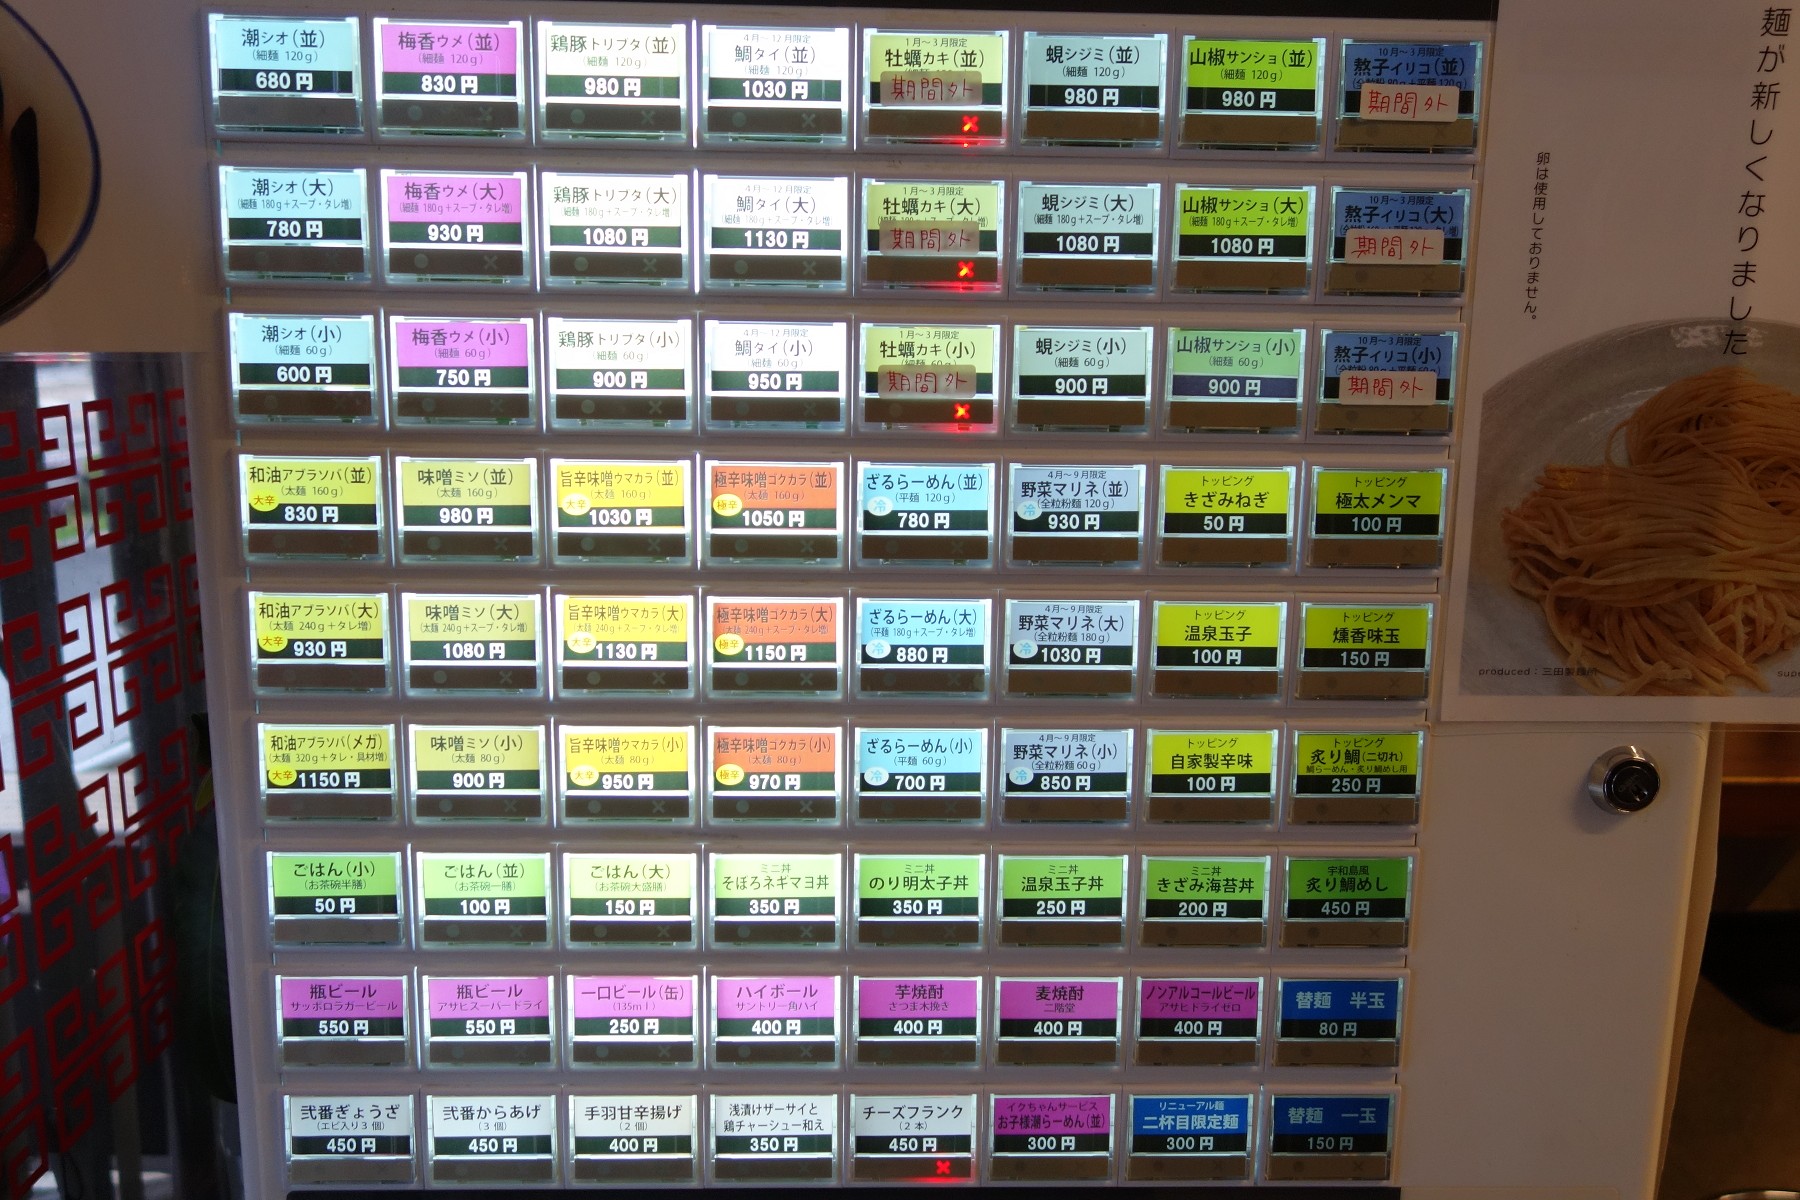 潮シオ（並）
（細麺 120g）
680円
梅香ウメ（並）
（細麺 120g）
830円
鶏豚トリブタ（並）
（細麺 120g）
980円
4月～12月限定
鯛タイ（並）
（細麺 120g）
1030円
1月～3月限定
牡蠣カキ（並）
期間外
蜆シジミ（並）
（細麺 120g）
980円
山椒サンショ（並）
（細麺 120g）
980円
10月～3月限定
熬子イリコ（並）
期間外
潮シオ（大）
（細麺 180g＋スープ・タレ増）
780円
梅香ウメ（大）
（細麺 180g＋スープ・タレ増）
930円
鶏豚トリブタ（大）
（細麺 180g＋スープ・タレ増
1080円
4月～12月限定
鯛タイ（大）
（細麺 180g＋スープ・タレ増）
1130円
1月～3月限定
牡蠣カキ（大）
期間外
蜆シジミ（大）
（細麺 180g＋スープ・タレ増）
1080円
山椒サンショ（大）
（細麺 180g＋スープ・タレ増）
1080円
10月～3月限定
熬子イリコ（大）
期間外
潮シオ（小）
（細麺 60g）
600円
梅香ウメ（小）
（細麺 60g）
750円
鶏豚トリブタ（小）
（細麺 60g）
900円
4月～12月限定
鯛タイ（小）
（細麺 60g）
950円
1月～3月限定
牡蠣カキ（小）
期間外
蜆シジミ（小）
（細麺 60g）
900円
山椒サンショ（小）
（細麺 60g）
900円
10月～3月限定
熬子イリコ（小）
期間外
和油アブラソバ（並）
（太麺 160g）
大辛
830円
味噌ミソ（並）
（太麺 160g）
980円
旨辛味噌ウマカラ（並）
（太麺 160g）
大辛
1030円
極辛味噌ゴクカラ（並）
（太麺 160g）
極辛
1050円
ざるらーめん（並）
（平麺 120g）
冷
780円
4月～9月限定
野菜マリネ（並）
（全粒粉麺 120g）
冷
930円
トッピング
きざみねぎ
50円
トッピング
極太メンマ
100円
和油アブラソバ（大）
（太麺 240g＋タレ増）
大辛
930円
味噌ミソ（大）
（太麺 240g＋スープ・タレ増）
1080円
旨辛味噌ウマカラ（大）
（太麺 240g＋スープ・タレ増）
大辛
1130円
極辛味噌ゴクカラ（大）
（太麺 240g＋スープ・タレ増）
極辛
1150円
ざるらーめん（大）
（平麺 180g＋スープ・タレ増）
冷
880円
4月～9月限定
野菜マリネ（大）
（全粒粉麺 180g）
冷
1030円
トッピング
温泉玉子
100円
トッピング
燻香味玉
150円
和油アブラソバ（メガ）
（太麺 320g＋タレ・具材増）
大辛
1150円
味噌ミソ（小）
（太麺 80g）
900円
旨辛味噌ウマカラ（小）
（太麺 80g）
大辛
950円
極辛味噌ゴクカラ（小）
（太麺 80g）
極辛
970円
ざるらーめん（小）
（平麺 60g）
冷
700円
4月～9月限定
野菜マリネ（小）
（全粒粉麺 60g）
冷
850円
トッピング
自家製辛味
100円
トッピング
炙り鯛（二切れ）
鯛らーめん・炙り鯛めし用
250円
ごはん（小）
（お茶碗半膳）
50円
ごはん（並）
（お茶碗一膳）
100円
ごはん（大）
（お茶碗大盛膳）
150円
ミニ丼
そぼろネギマヨ丼
350円
ミニ丼
のり明太子丼
350円
ミニ丼
温泉玉子丼
250円
ミニ丼
きざみ海苔丼
200円
宇和島風
炙り鯛めし
450円
瓶ビール
サッポロラガービール
550円
瓶ビール
アサヒスーパードライ
550円
一口ビール（缶）
（135ml）
250円
ハイボール
サントリー角ハイ
400円
芋焼酎
さつま木挽き
400円
麦焼酎
二階堂
400円
ノンアルコールビール
アサヒドライゼロ
400円
替麺　半玉
80円
弐番ぎょうざ
（エビ入り3個）
450円
弐番からあげ
（3個）
450円
手羽甘辛揚げ
（2個）
400円
浅漬けザーサイと
鶏チャーシュー和え
350円
チーズフランク
（2本）
450円
イクちゃんサービス
お子様潮らーめん（並）
300円
リニューアル麺
二杯目限定麺
300円
替麺　一玉
150円
麺が新しくなりました
卵は使用しておりません。
produced：三田製麺所